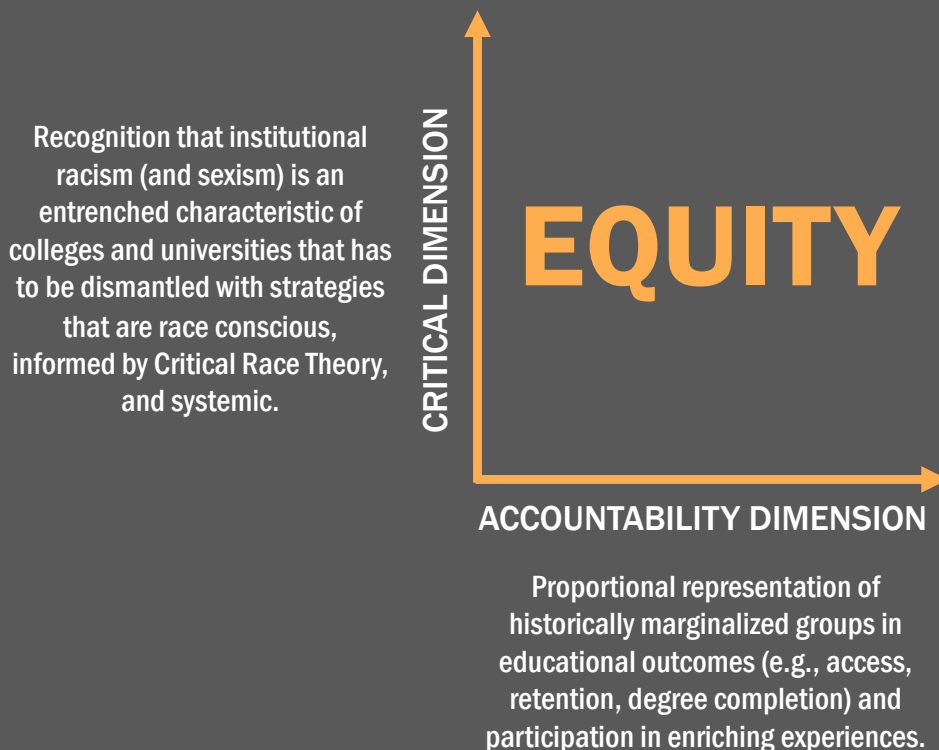 Recognition that institutional
racism (and sexism) is an
entrenched characteristic of
colleges and universities that has
to be dismantled with strategies
that are race conscious,
informed by Critical Race Theory,
and systemic.
CRITICAL DIMENSION
EQUITY
ACCOUNTABILITY DIMENSION
Proportional representation of
historically marginalized groups in
educational outcomes (e.g., access,
retention, degree completion) and
participation in enriching experiences.